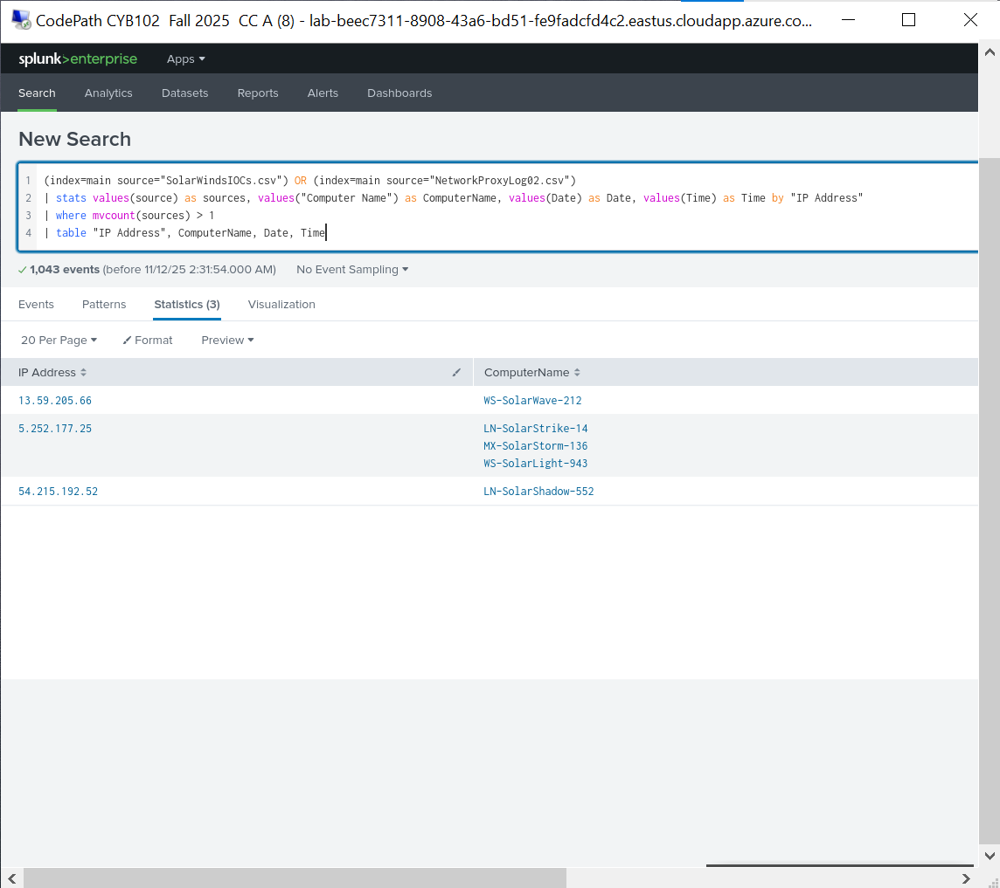 CodePath CYB102  Fall 2025  CC A (8) - lab-beec7311-8908-43a6-bd51-fe9fadcfd4c2.eastus.cloudapp.azure.co...
splunk>enterprise Apps
Search Analytics Datasets Reports Alerts Dashboards
New Search
1 (index=main source="SolarWindsIOCs.csv") OR (index=main source="NetworkProxyLog02.csv")
2 | stats values(source) as sources, values("Computer Name") as ComputerName, values(Date) as Date, values(Time) as Time by "IP Address"
3 | where mvcount(sources) > 1
4 | table "IP Address", ComputerName, Date, Time
1,043 events (before 11/12/25 2:31:54.000 AM) No Event Sampling
Events Patterns Statistics (3) Visualization
20 Per Page Format Preview
IP Address ComputerName
13.59.205.66 WS-SolarWave-212
5.252.177.25 LN-SolarStrike-14
MX-SolarStorm-136
WS-SolarLight-943
54.215.192.52 LN-SolarShadow-552